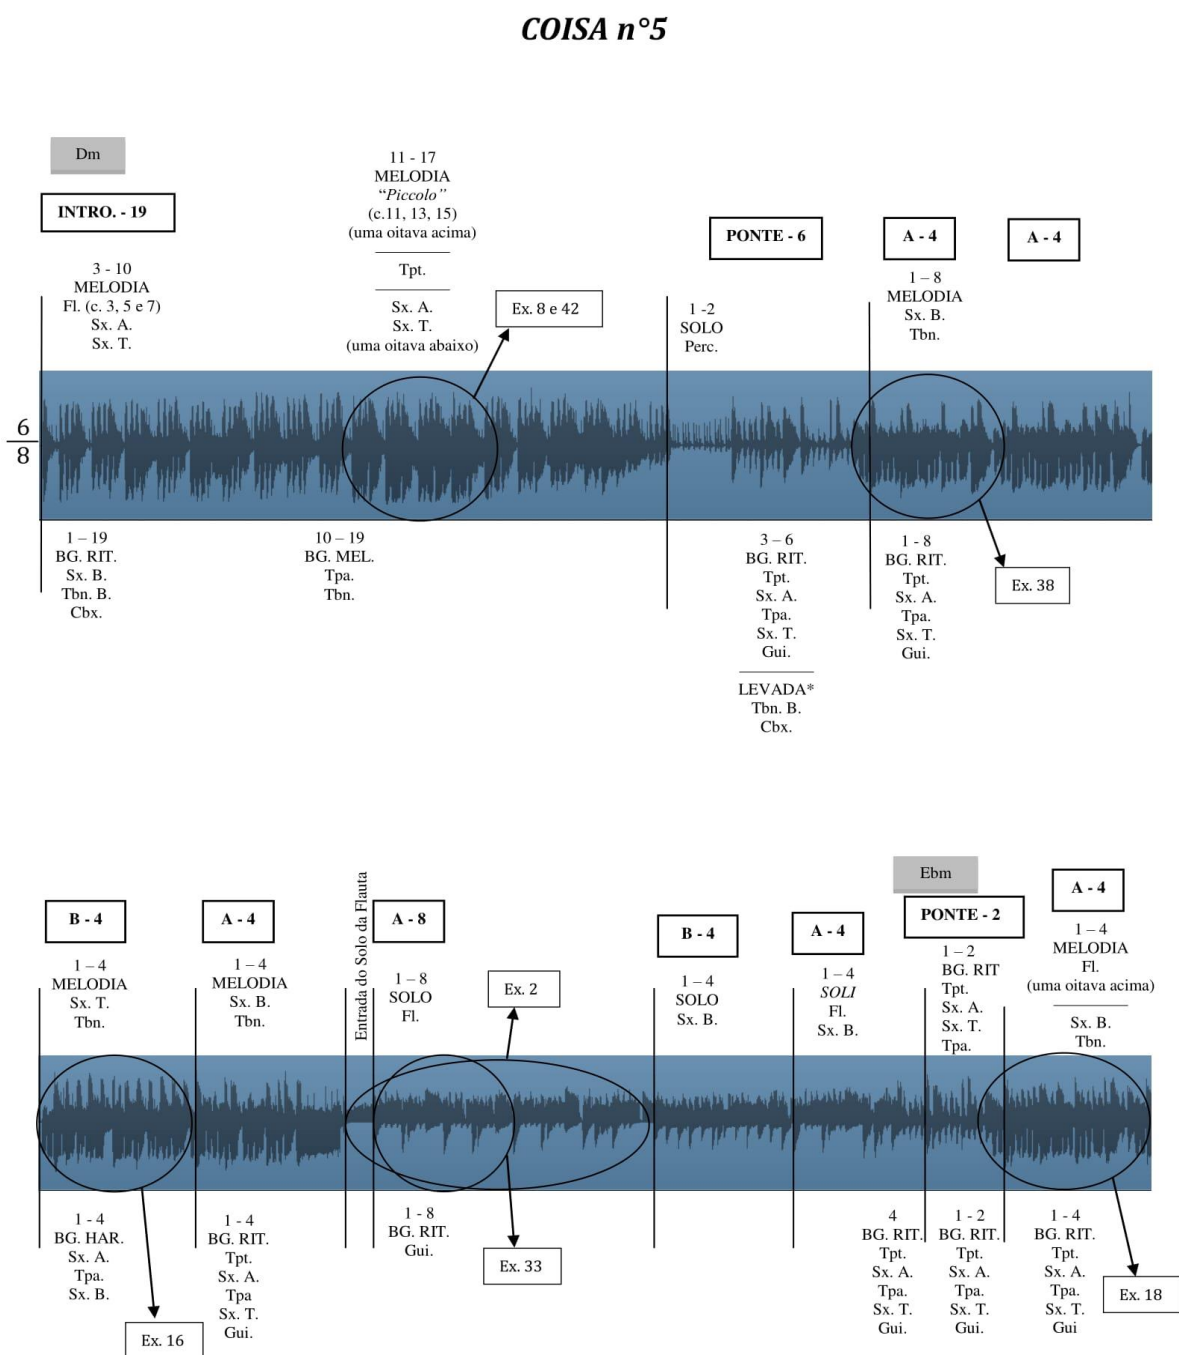 COISA n°5
Dm
INTRO. - 19
3 - 10
MELODIA
Fl. (c. 3, 5 e 7)
Sx. A.
Sx. T.
11 - 17
MELODIA
“Piccolo”
(c.11, 13, 15)
(uma oitava acima)
Tpt.
Sx. A.
Sx. T.
(uma oitava abaixo)
Ex. 8 e 42
PONTE - 6
1 -2
SOLO
Perc.
A - 4
1 – 8
MELODIA
Sx. B.
Tbn.
A - 4
6
8
1 – 19
BG. RIT.
Sx. B.
Tbn. B.
Cbx.
10 – 19
BG. MEL.
Tpa.
Tbn.
3 – 6
BG. RIT.
Tpt.
Sx. A.
Tpa.
Sx. T.
Gui.
LEVADA*
Tbn. B.
Cbx.
1 - 8
BG. RIT.
Tpt.
Sx. A.
Tpa.
Sx. T.
Gui.
Ex. 38
B - 4
1 – 4
MELODIA
Sx. T.
Tbn.
A - 4
1 – 4
MELODIA
Sx. B.
Tbn.
Entrada do Solo da Flauta
A - 8
1 – 8
SOLO
Fl.
Ex. 2
B - 4
1 – 4
SOLO
Sx. B.
A - 4
1 – 4
SOLI
Fl.
Sx. B.
Ebm
PONTE - 2
1 – 2
BG. RIT
Tpt.
Sx. A.
Sx. T.
Tpa.
A - 4
1 – 4
MELODIA
Fl.
(uma oitava acima)
Sx. B.
Tbn.
1 - 4
BG. HAR.
Sx. A.
Tpa.
Sx. B.
Ex. 16
1 - 4
BG. RIT.
Tpt.
Sx. A.
Tpa
Sx. T.
Gui.
1 - 8
BG. RIT.
Gui.
Ex. 33
4
BG. RIT.
Tpt.
Sx. A.
Tpa.
Sx. T.
Gui.
1 - 2
BG. RIT.
Tpt.
Sx. A.
Tpa.
Sx. T.
Gui.
1 - 4
BG. RIT.
Tpt.
Sx. A.
Tpa.
Sx. T.
Gui
Ex. 18